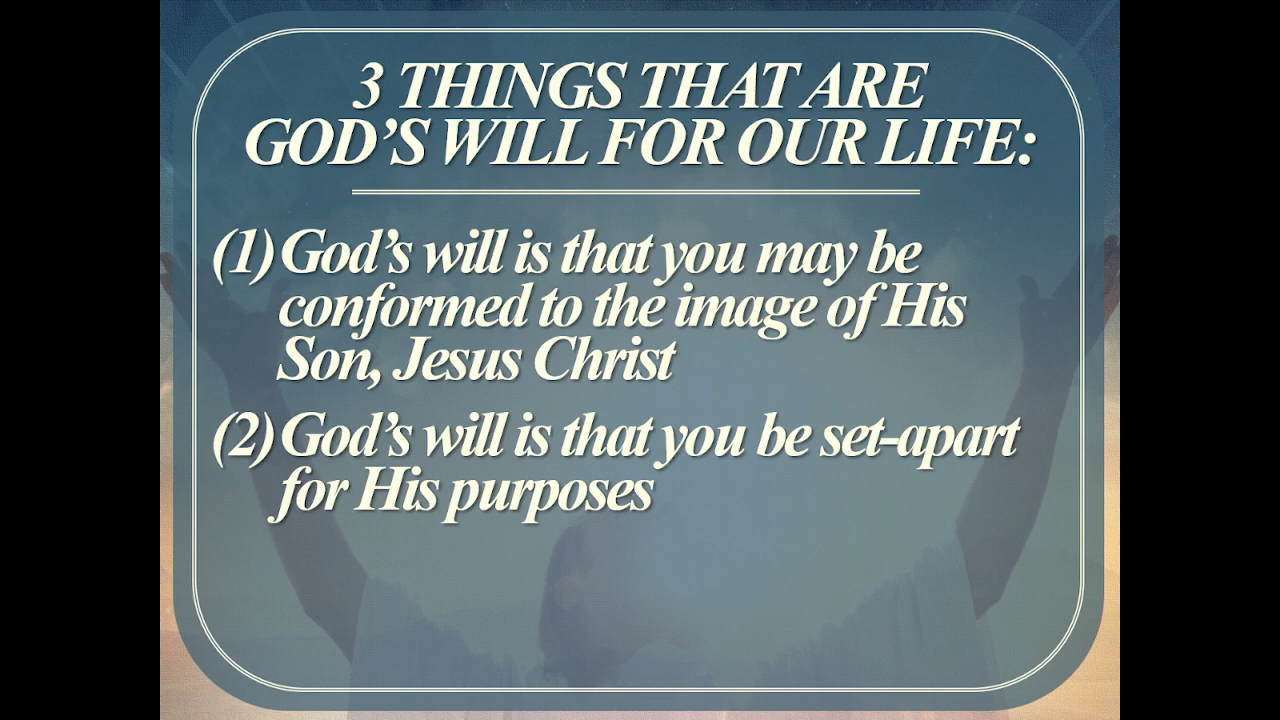 3 THINGS THAT ARE
GOD’S WILL FOR OUR LIFE:
(1) God’s will is that you may be
conformed to the image of His
Son, Jesus Christ
(2) God’s will is that you be set-apart
for His purposes